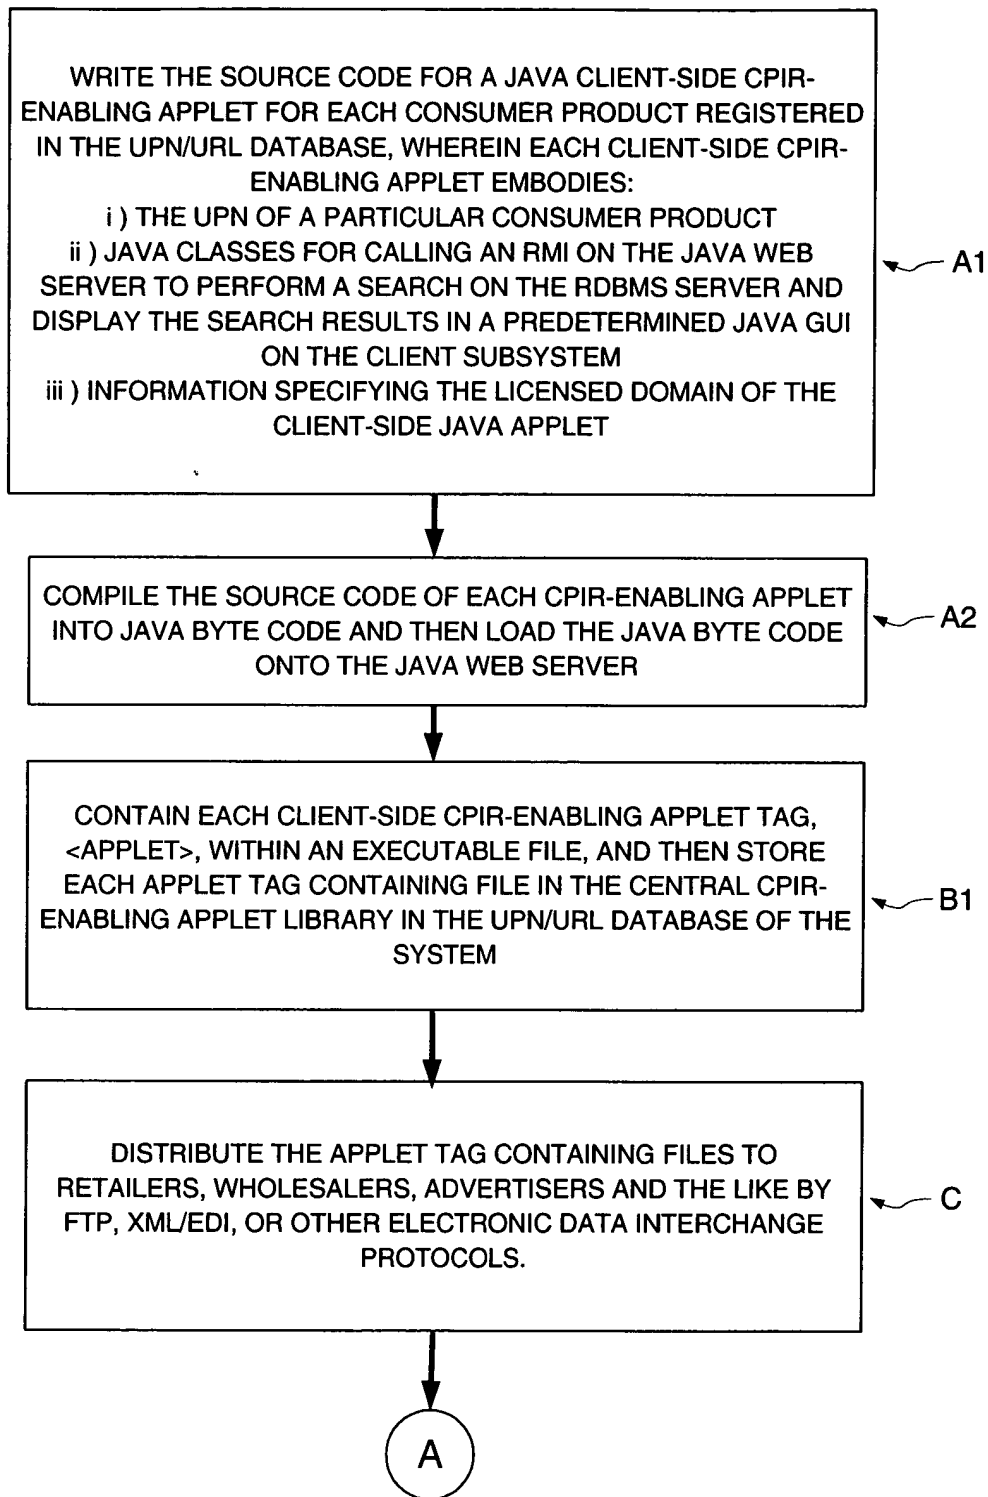 WRITE THE SOURCE CODE FOR A JAVA CLIENT-SIDE CPIR-
ENABLING APPLET FOR EACH CONSUMER PRODUCT REGISTERED
IN THE UPN/URL DATABASE, WHEREIN EACH CLIENT-SIDE CPIR-
ENABLING APPLET EMBODIES:
i ) THE UPN OF A PARTICULAR CONSUMER PRODUCT
ii ) JAVA CLASSES FOR CALLING AN RMI ON THE JAVA WEB
SERVER TO PERFORM A SEARCH ON THE RDBMS SERVER AND
DISPLAY THE SEARCH RESULTS IN A PREDETERMINED JAVA GUI
ON THE CLIENT SUBSYSTEM
iii ) INFORMATION SPECIFYING THE LICENSED DOMAIN OF THE
CLIENT-SIDE JAVA APPLET
A1
COMPILE THE SOURCE CODE OF EACH CPIR-ENABLING APPLET
INTO JAVA BYTE CODE AND THEN LOAD THE JAVA BYTE CODE
ONTO THE JAVA WEB SERVER
A2
CONTAIN EACH CLIENT-SIDE CPIR-ENABLING APPLET TAG,
<APPLET>, WITHIN AN EXECUTABLE FILE, AND THEN STORE
EACH APPLET TAG CONTAINING FILE IN THE CENTRAL CPIR-
ENABLING APPLET LIBRARY IN THE UPN/URL DATABASE OF THE
SYSTEM
B1
DISTRIBUTE THE APPLET TAG CONTAINING FILES TO
RETAILERS, WHOLESALERS, ADVERTISERS AND THE LIKE BY
FTP, XML/EDI, OR OTHER ELECTRONIC DATA INTERCHANGE
PROTOCOLS.
C
A